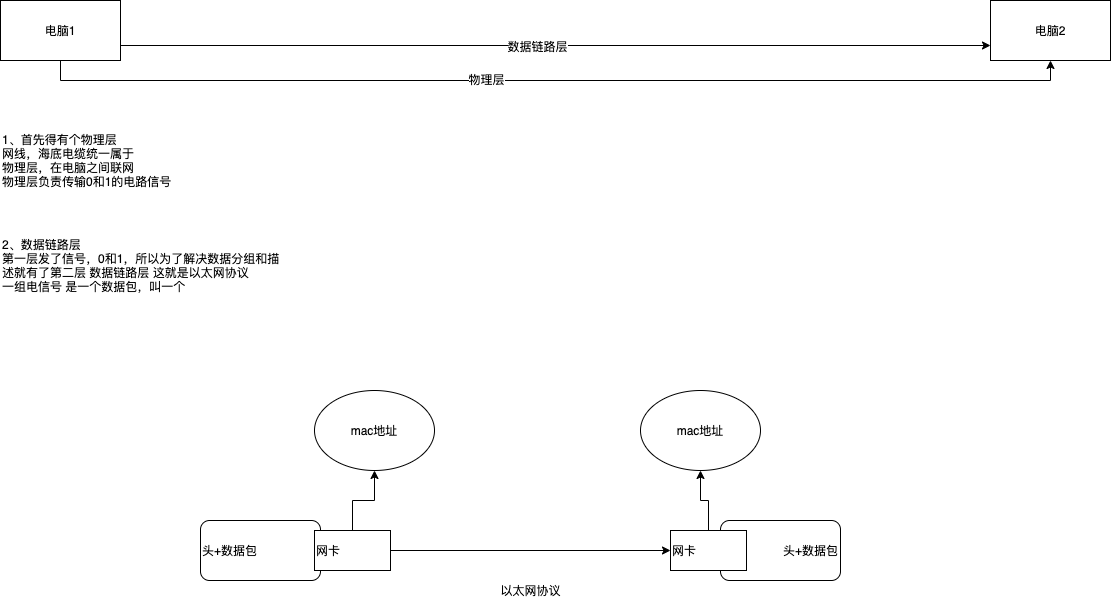 电脑1
电脑2
数据链路层
物理层
1、首先得有个物理层
网线，海底电缆统一属于
物理层，在电脑之间联网
物理层负责传输0和1的电路信号
2、数据链路层
第一层发了信号，0和1，所以为了解决数据分组和描
述就有了第二层 数据链路层 这就是以太网协议
一组电信号 是一个数据包，叫一个
mac地址
mac地址
头+数据包
网卡
网卡
头+数据包
以太网协议